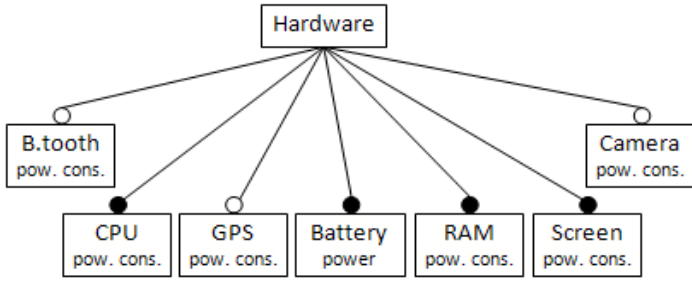 Hardware
B.tooth
pow. cons.
Camera
pow. cons.
CPU
pow. cons.
GPS
pow. cons.
Battery
power
RAM
pow. cons.
Screen
pow. cons.